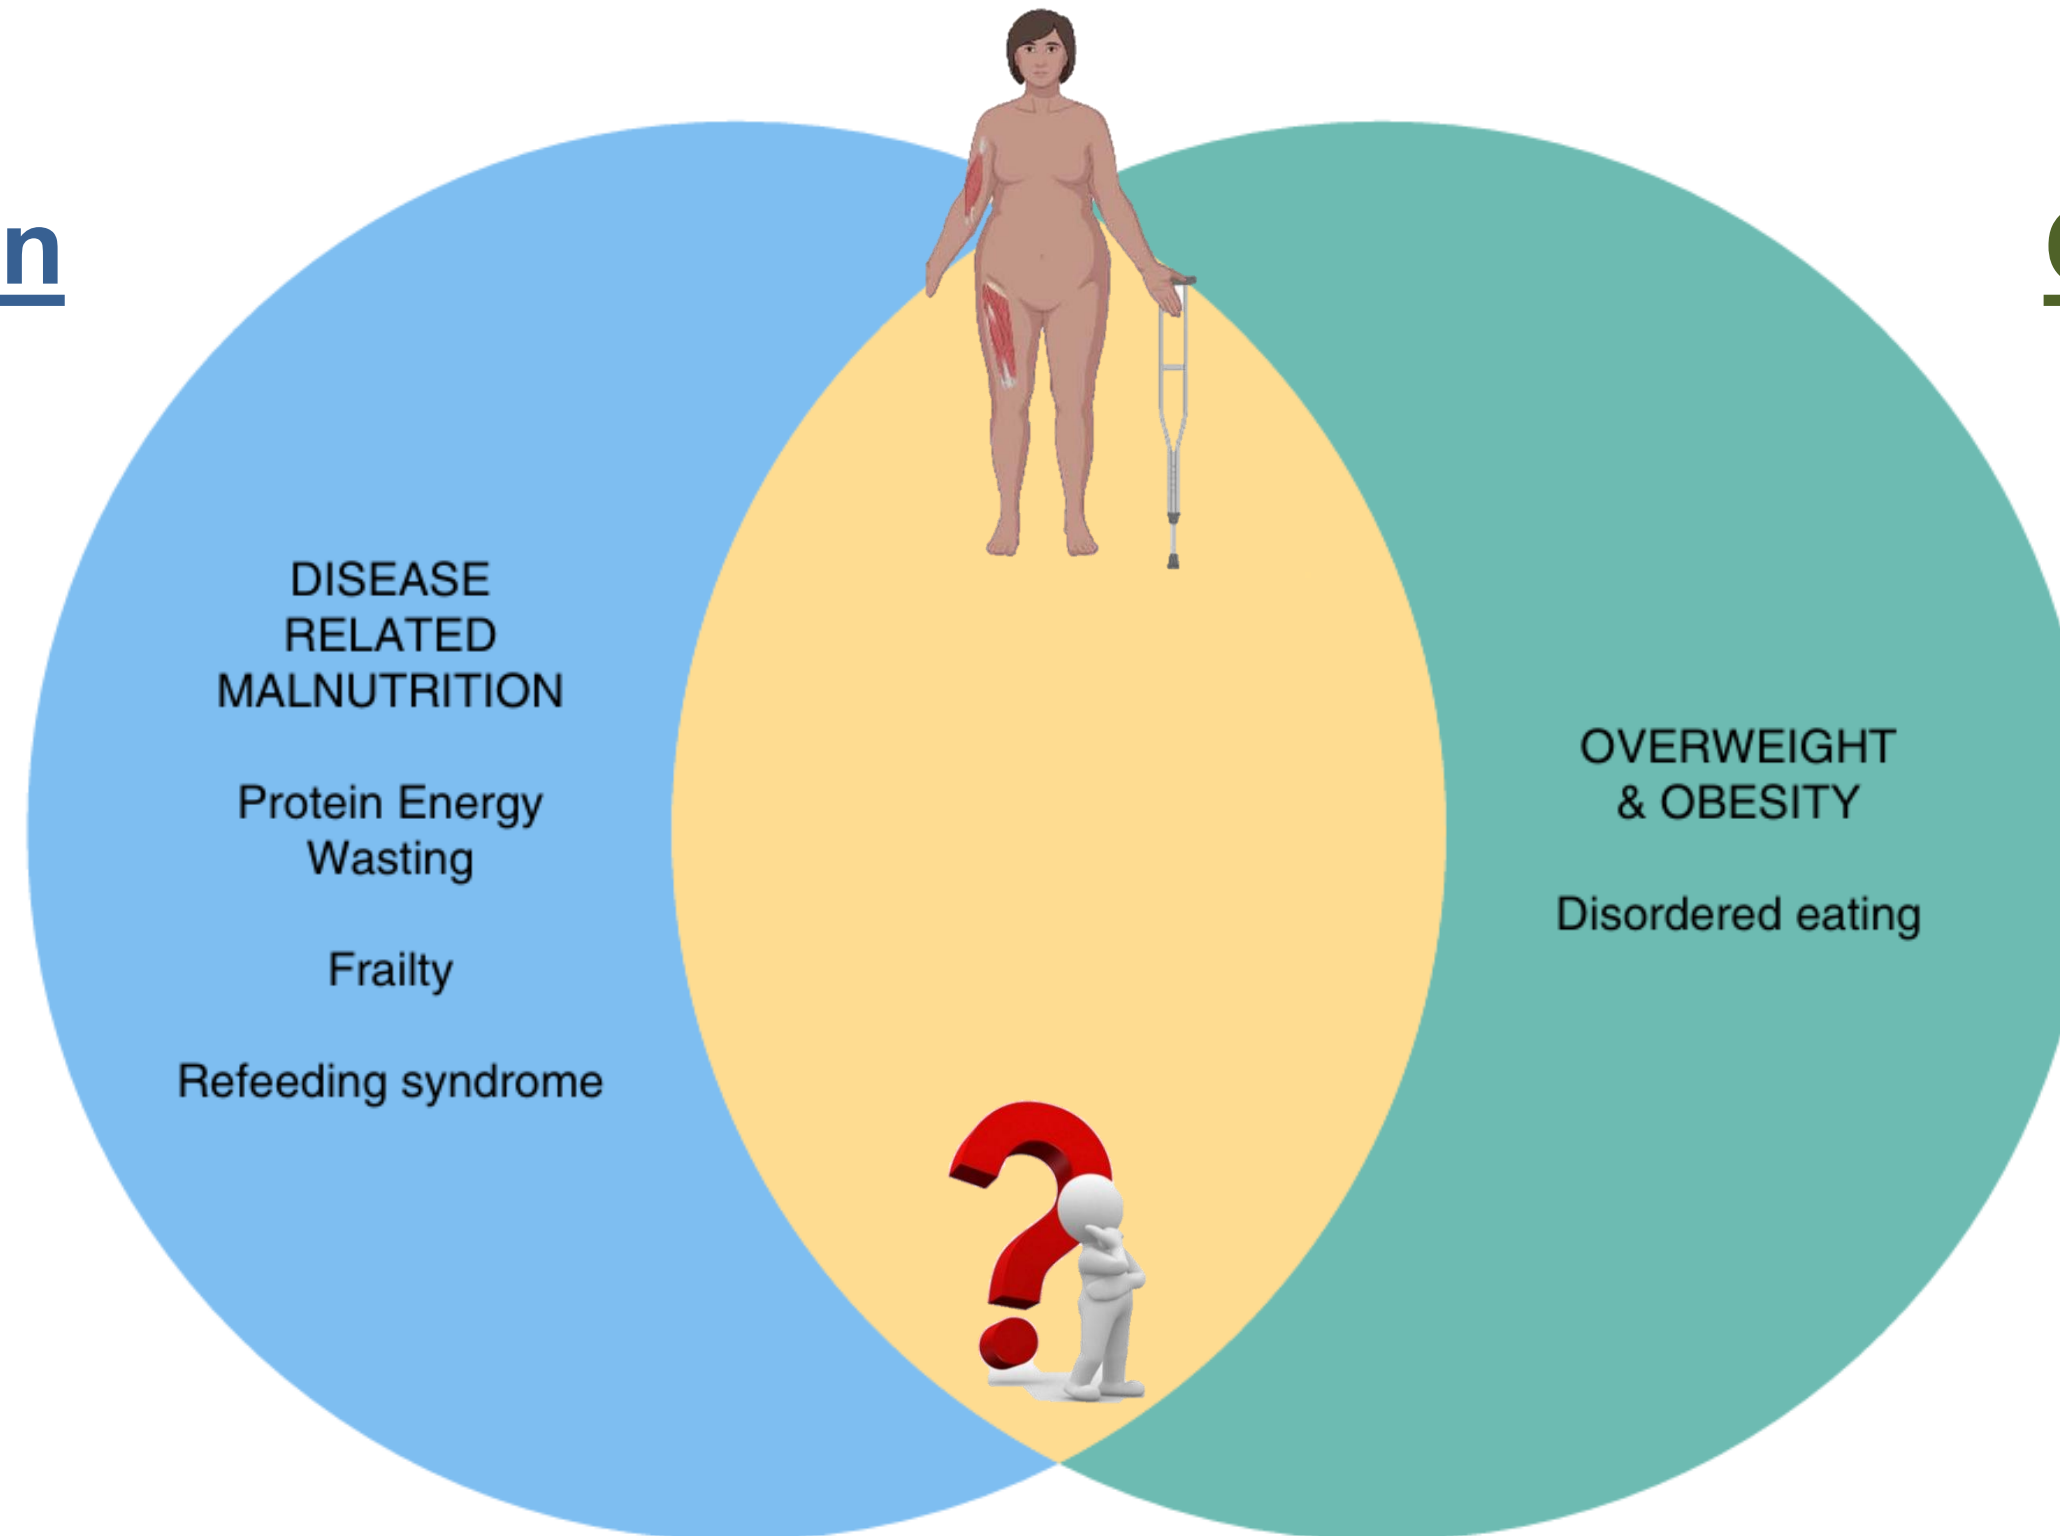 n
DISEASE
RELATED
MALNUTRITION
Protein Energy
Wasting
Frailty
Refeeding syndrome
OVERWEIGHT
& OBESITY
Disordered eating